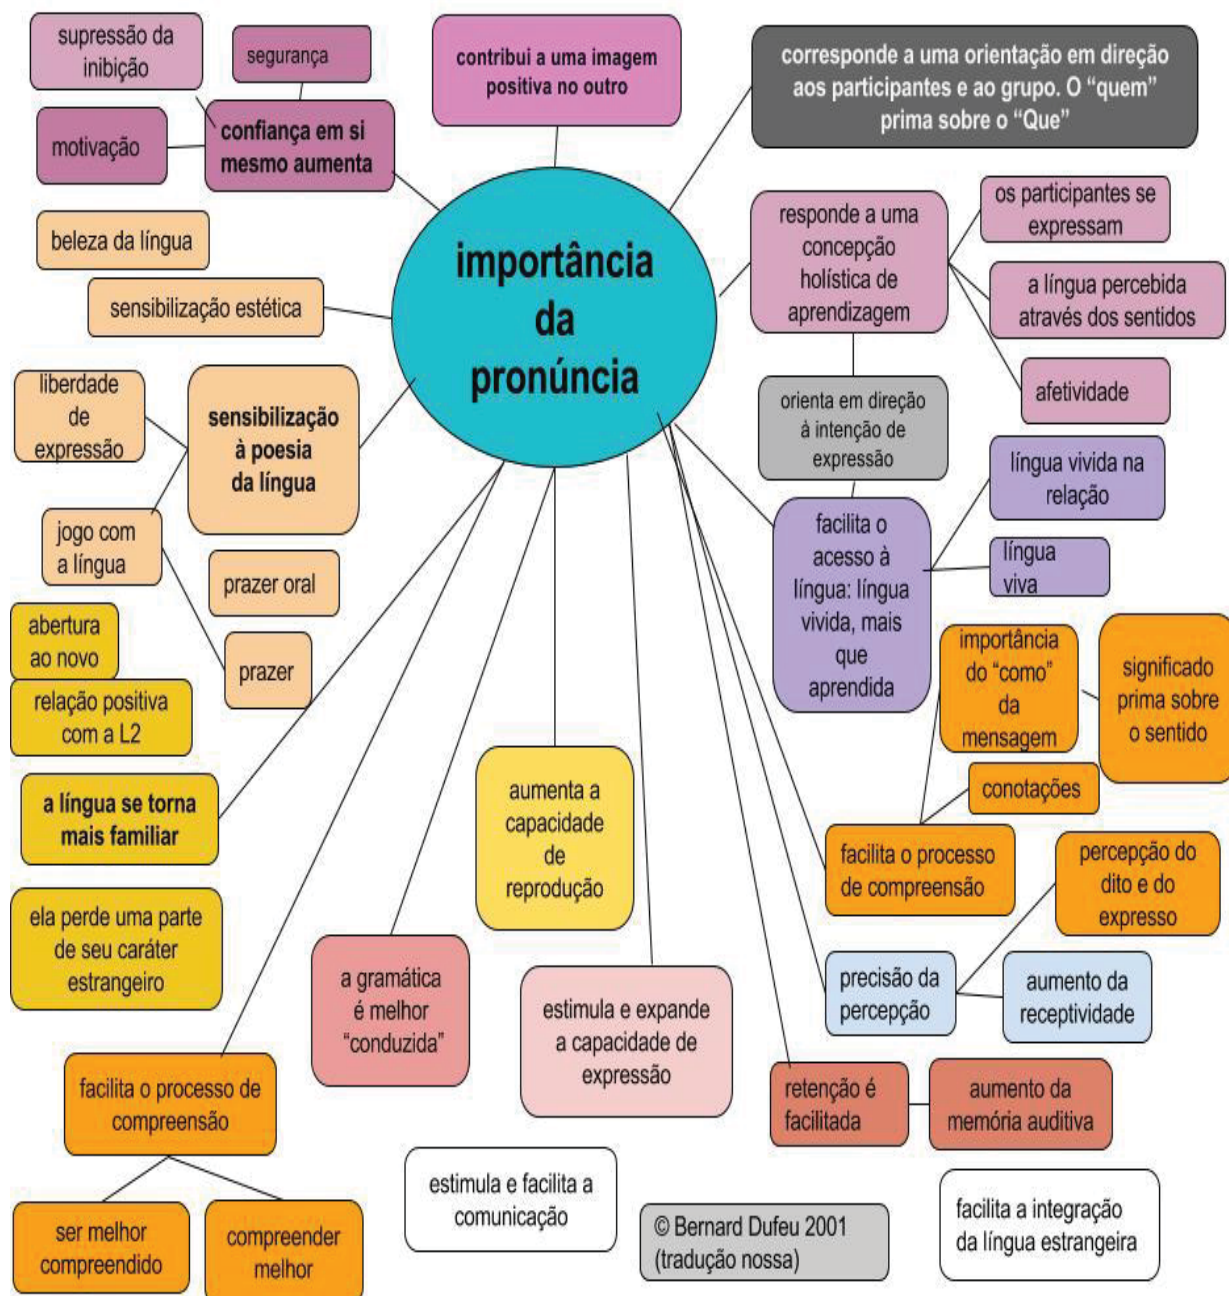 supressão da
inibição
segurança
motivação
confiança em si
mesmo aumenta
contribui a uma imagem
positiva no outro
corresponde a uma orientação em direção
aos participantes e ao grupo. O “quem”
prima sobre o “Que”
importância
da
pronúncia
beleza da língua
sensibilização estética
liberdade
de
expressão
sensibilização
à poesia
da língua
jogo com
a língua
prazer oral
prazer
abertura
ao novo
relação positiva
com a L2
a língua se torna
mais familiar
ela perde uma parte
de seu caráter
estrangeiro
responde a uma
concepção
holística de
aprendizagem
os participantes se
expressam
a língua percebida
através dos sentidos
afetividade
orienta em direção
à intenção de
expressão
facilita o
acesso à
língua: língua
vivida, mais
que
aprendida
língua vivida na
relação
língua
viva
importância
do “como”
da
mensagem
significado
prima sobre
o sentido
conotações
facilita o processo
de compreensão
percepção do
dito e do
expresso
precisão da
percepção
aumento da
receptividade
retenção é
facilitada
aumento da
memória auditiva
aumenta a
capacidade
de
reprodução
a gramática
é melhor
“conduzida”
estimula e expande
a capacidade de
expressão
facilita o processo de
compreensão
ser melhor
compreendido
compreender
melhor
estimula e facilita a
comunicação
© Bernard Dufeu 2001
(tradução nossa)
facilita a integração
da língua estrangeira